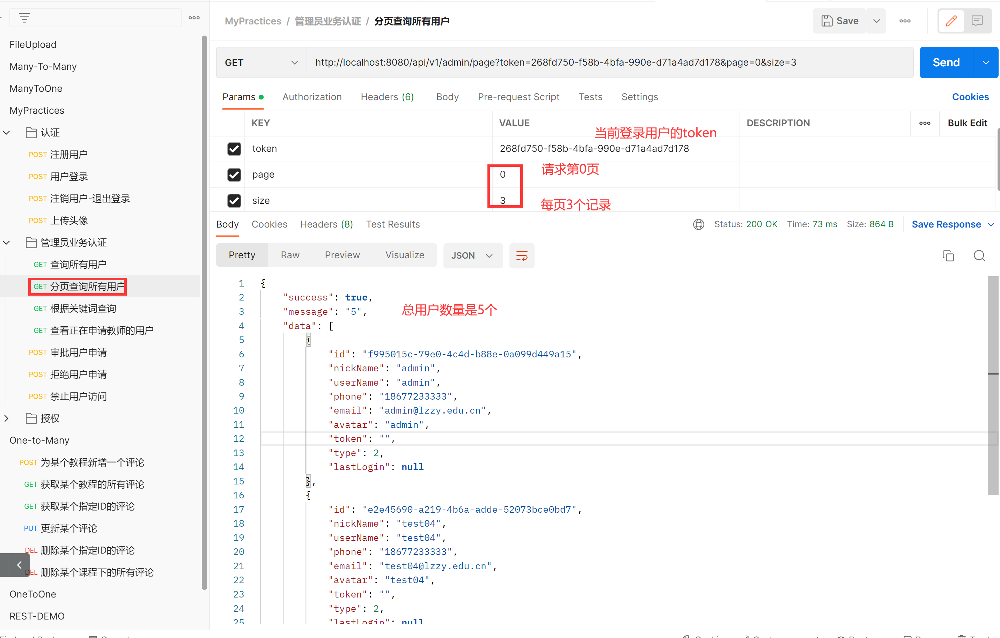 FileUpload
Many-To-Many
ManyToOne
MyPractices
认证
POST 注册用户
POST 用户登录
POST 注销用户-退出登录
POST 上传头像
管理员业务认证
GET 查询所有用户
GET 分页查询所有用户
GET 根据关键词查询
GET 查看正在申请教师的用户
POST 审批用户申请
POST 拒绝用户申请
POST 禁止用户访问
授权
One-to-Many
POST 为某个教程新增一个评论
GET 获取某个教程的所有评论
GET 获取某个指定ID的评论
PUT 更新某个评论
DEL 删除某个指定ID的评论
DEL 删除某个课程下的所有评论
OneToOne
REST-DEMO
MyPractices / 管理员业务认证 / 分页查询所有用户
Save
GET http://localhost:8080/api/v1/admin/page?token=268fd750-f58b-4bfa-990e-d71a4ad7d178&page=0&size=3
Send
Params Authorization Headers (6) Body Pre-request Script Tests Settings Cookies
KEY VALUE DESCRIPTION Bulk Edit
当前登录用户的token
token 268fd750-f58b-4bfa-990e-d71a4ad7d178
page 0 请求第0页
size 3 每页3个记录
Body Cookies Headers (8) Test Results Status: 200 OK Time: 73 ms Size: 864 B Save Response
Pretty Raw Preview Visualize JSON
1 {
2 "success": true,
3 "message": "5", 总用户数量是5个
4 "data": [
5 {
6 "id": "f995015c-79e0-4c4d-b88e-0a099d449a15",
7 "nickName": "admin",
8 "userName": "admin",
9 "phone": "18677233333",
10 "email": "admin@lzzy.edu.cn",
11 "avatar": "admin",
12 "token": "",
13 "type": 2,
14 "lastLogin": null
15 },
16 {
17 "id": "e2e45690-a219-4b6a-adde-52073bce0bd7",
18 "nickName": "test04",
19 "userName": "test04",
20 "phone": "18677233333",
21 "email": "test04@lzzy.edu.cn",
22 "avatar": "test04",
23 "token": "",
24 "type": 2,
25 "lastLogin": null